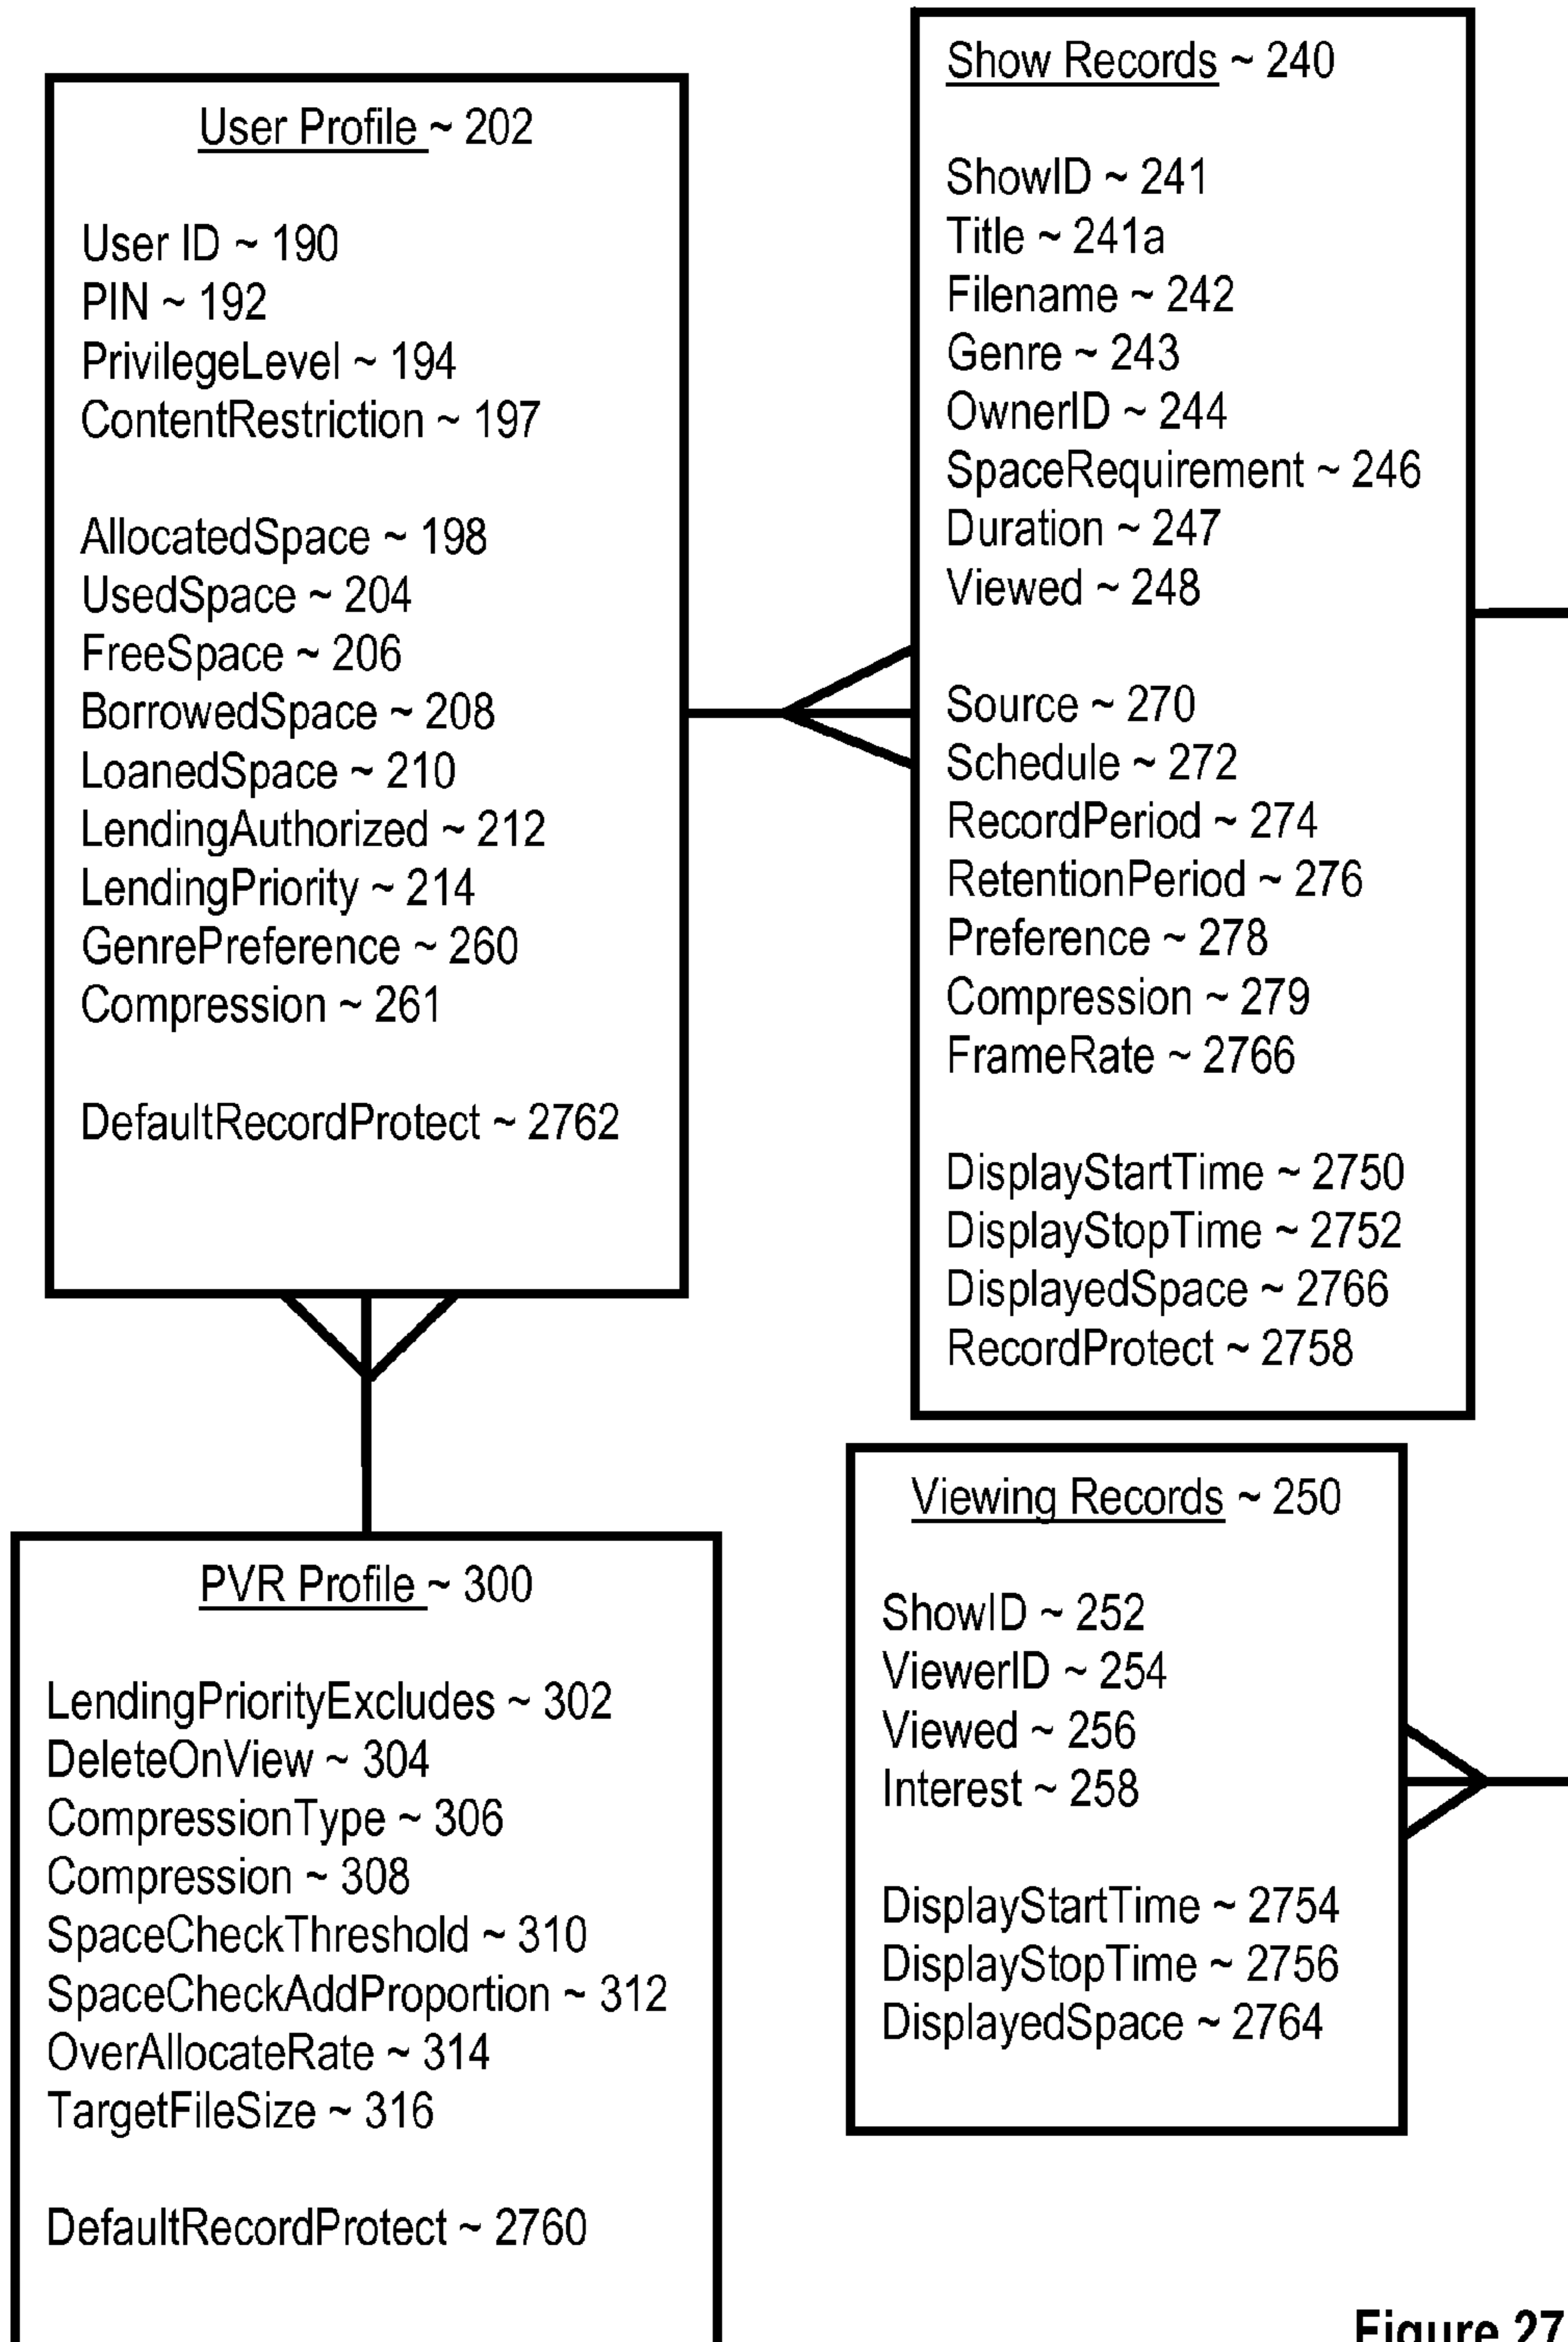 User Profile ~ 202
User ID ~ 190
PIN ~ 192
PrivilegeLevel ~ 194
ContentRestriction ~ 197
AllocatedSpace ~ 198
UsedSpace ~ 204
FreeSpace ~ 206
BorrowedSpace ~ 208
LoanedSpace ~ 210
LendingAuthorized ~ 212
LendingPriority ~ 214
GenrePreference ~ 260
Compression ~ 261
DefaultRecordProtect ~ 2762
Show Records ~ 240
ShowID ~ 241
Title ~ 241a
Filename ~ 242
Genre ~ 243
OwnerID ~ 244
SpaceRequirement ~ 246
Duration ~ 247
Viewed ~ 248
Source ~ 270
Schedule ~ 272
RecordPeriod ~ 274
RetentionPeriod ~ 276
Preference ~ 278
Compression ~ 279
FrameRate ~ 2766
DisplayStartTime ~ 2750
DisplayStopTime ~ 2752
DisplayedSpace ~ 2766
RecordProtect ~ 2758
PVR Profile ~ 300
LendingPriorityExcludes ~ 302
DeleteOnView ~ 304
CompressionType ~ 306
Compression ~ 308
SpaceCheckThreshold ~ 310
SpaceCheckAddProportion ~ 312
OverAllocateRate ~ 314
TargetFileSize ~ 316
DefaultRecordProtect ~ 2760
Viewing Records ~ 250
ShowID ~ 252
ViewerID ~ 254
Viewed ~ 256
Interest ~ 258
DisplayStartTime ~ 2754
DisplayStopTime ~ 2756
DisplayedSpace ~ 2764
Figure 27